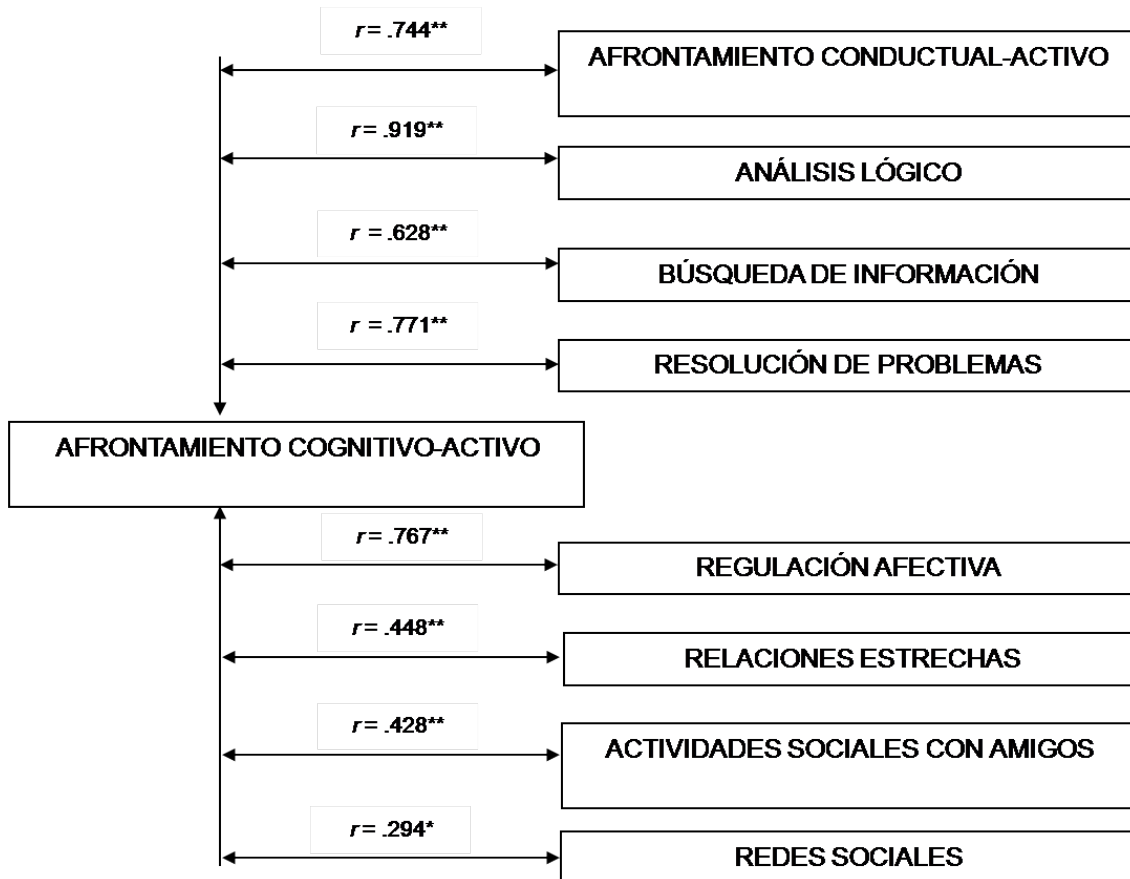 r = .744**
AFRONTAMIENTO CONDUCTUAL-ACTIVO
r = .919**
ANÁLISIS LÓGICO
r = .628**
BÚSQUEDA DE INFORMACIÓN
r = .771**
RESOLUCIÓN DE PROBLEMAS
AFRONTAMIENTO COGNITIVO-ACTIVO
r = .767**
REGULACIÓN AFECTIVA
r = .448**
RELACIONES ESTRECHAS
r = .428**
ACTIVIDADES SOCIALES CON AMIGOS
r = .294*
REDES SOCIALES